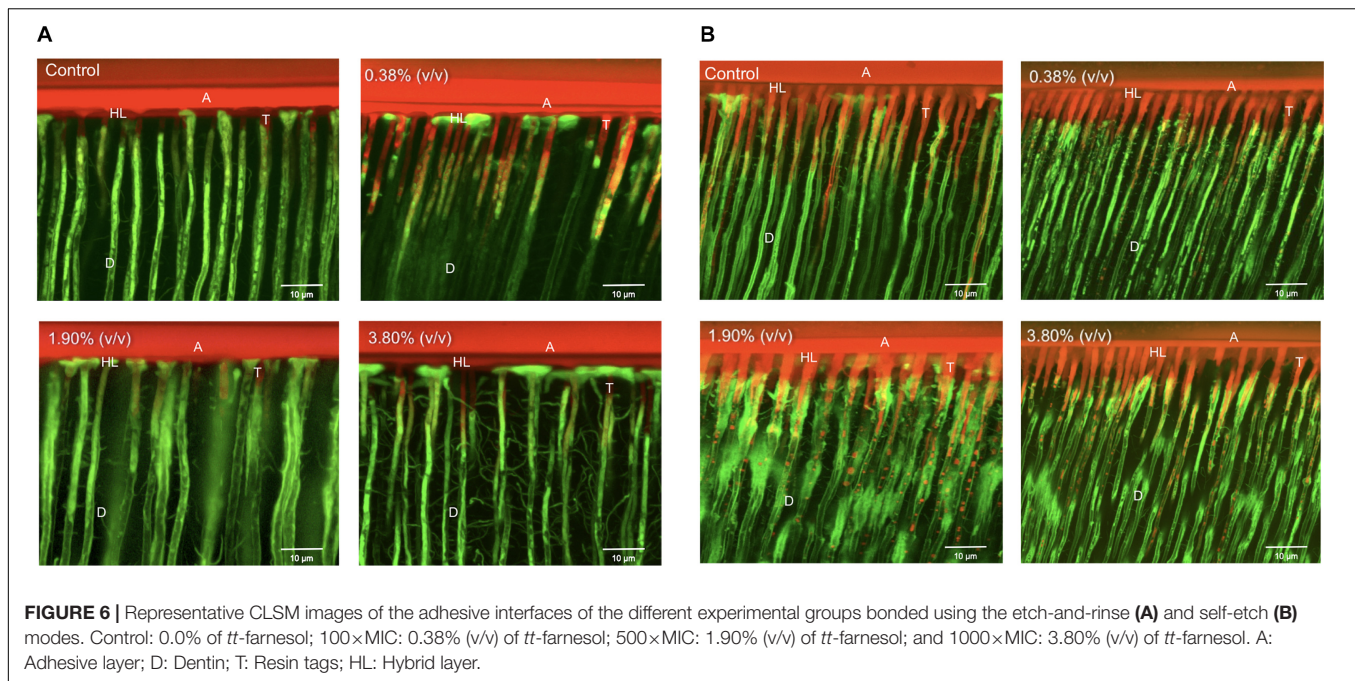 A
B
Control
A
HL
T
D
10 µm
0.38% (v/v)
A
HL
T
D
10 µm
Control
A
HL
T
D
10 µm
0.38% (v/v)
A
HL
T
D
10 µm
1.90% (v/v)
A
HL
T
D
10 µm
3.80% (v/v)
A
HL
T
D
10 µm
1.90% (v/v)
A
HL
T
D
10 µm
3.80% (v/v)
A
HL
T
D
10 µm
FIGURE 6 | Representative CLSM images of the adhesive interfaces of the different experimental groups bonded using the etch-and-rinse (A) and self-etch (B)
modes. Control: 0.0% of tt-farnesol; 100×MIC: 0.38% (v/v) of tt-farnesol; 500×MIC: 1.90% (v/v) of tt-farnesol; and 1000×MIC: 3.80% (v/v) of tt-farnesol. A:
Adhesive layer; D: Dentin; T: Resin tags; HL: Hybrid layer.